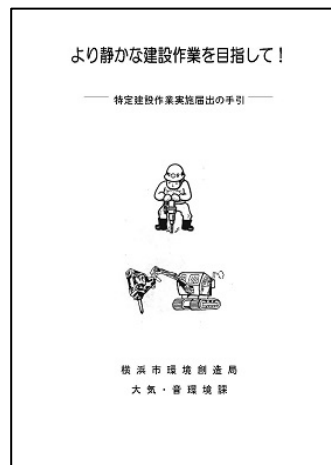 より静かな建設作業を目指して！
特定建設作業実施届出の手引
横浜市環境創造局
大気・音環境課